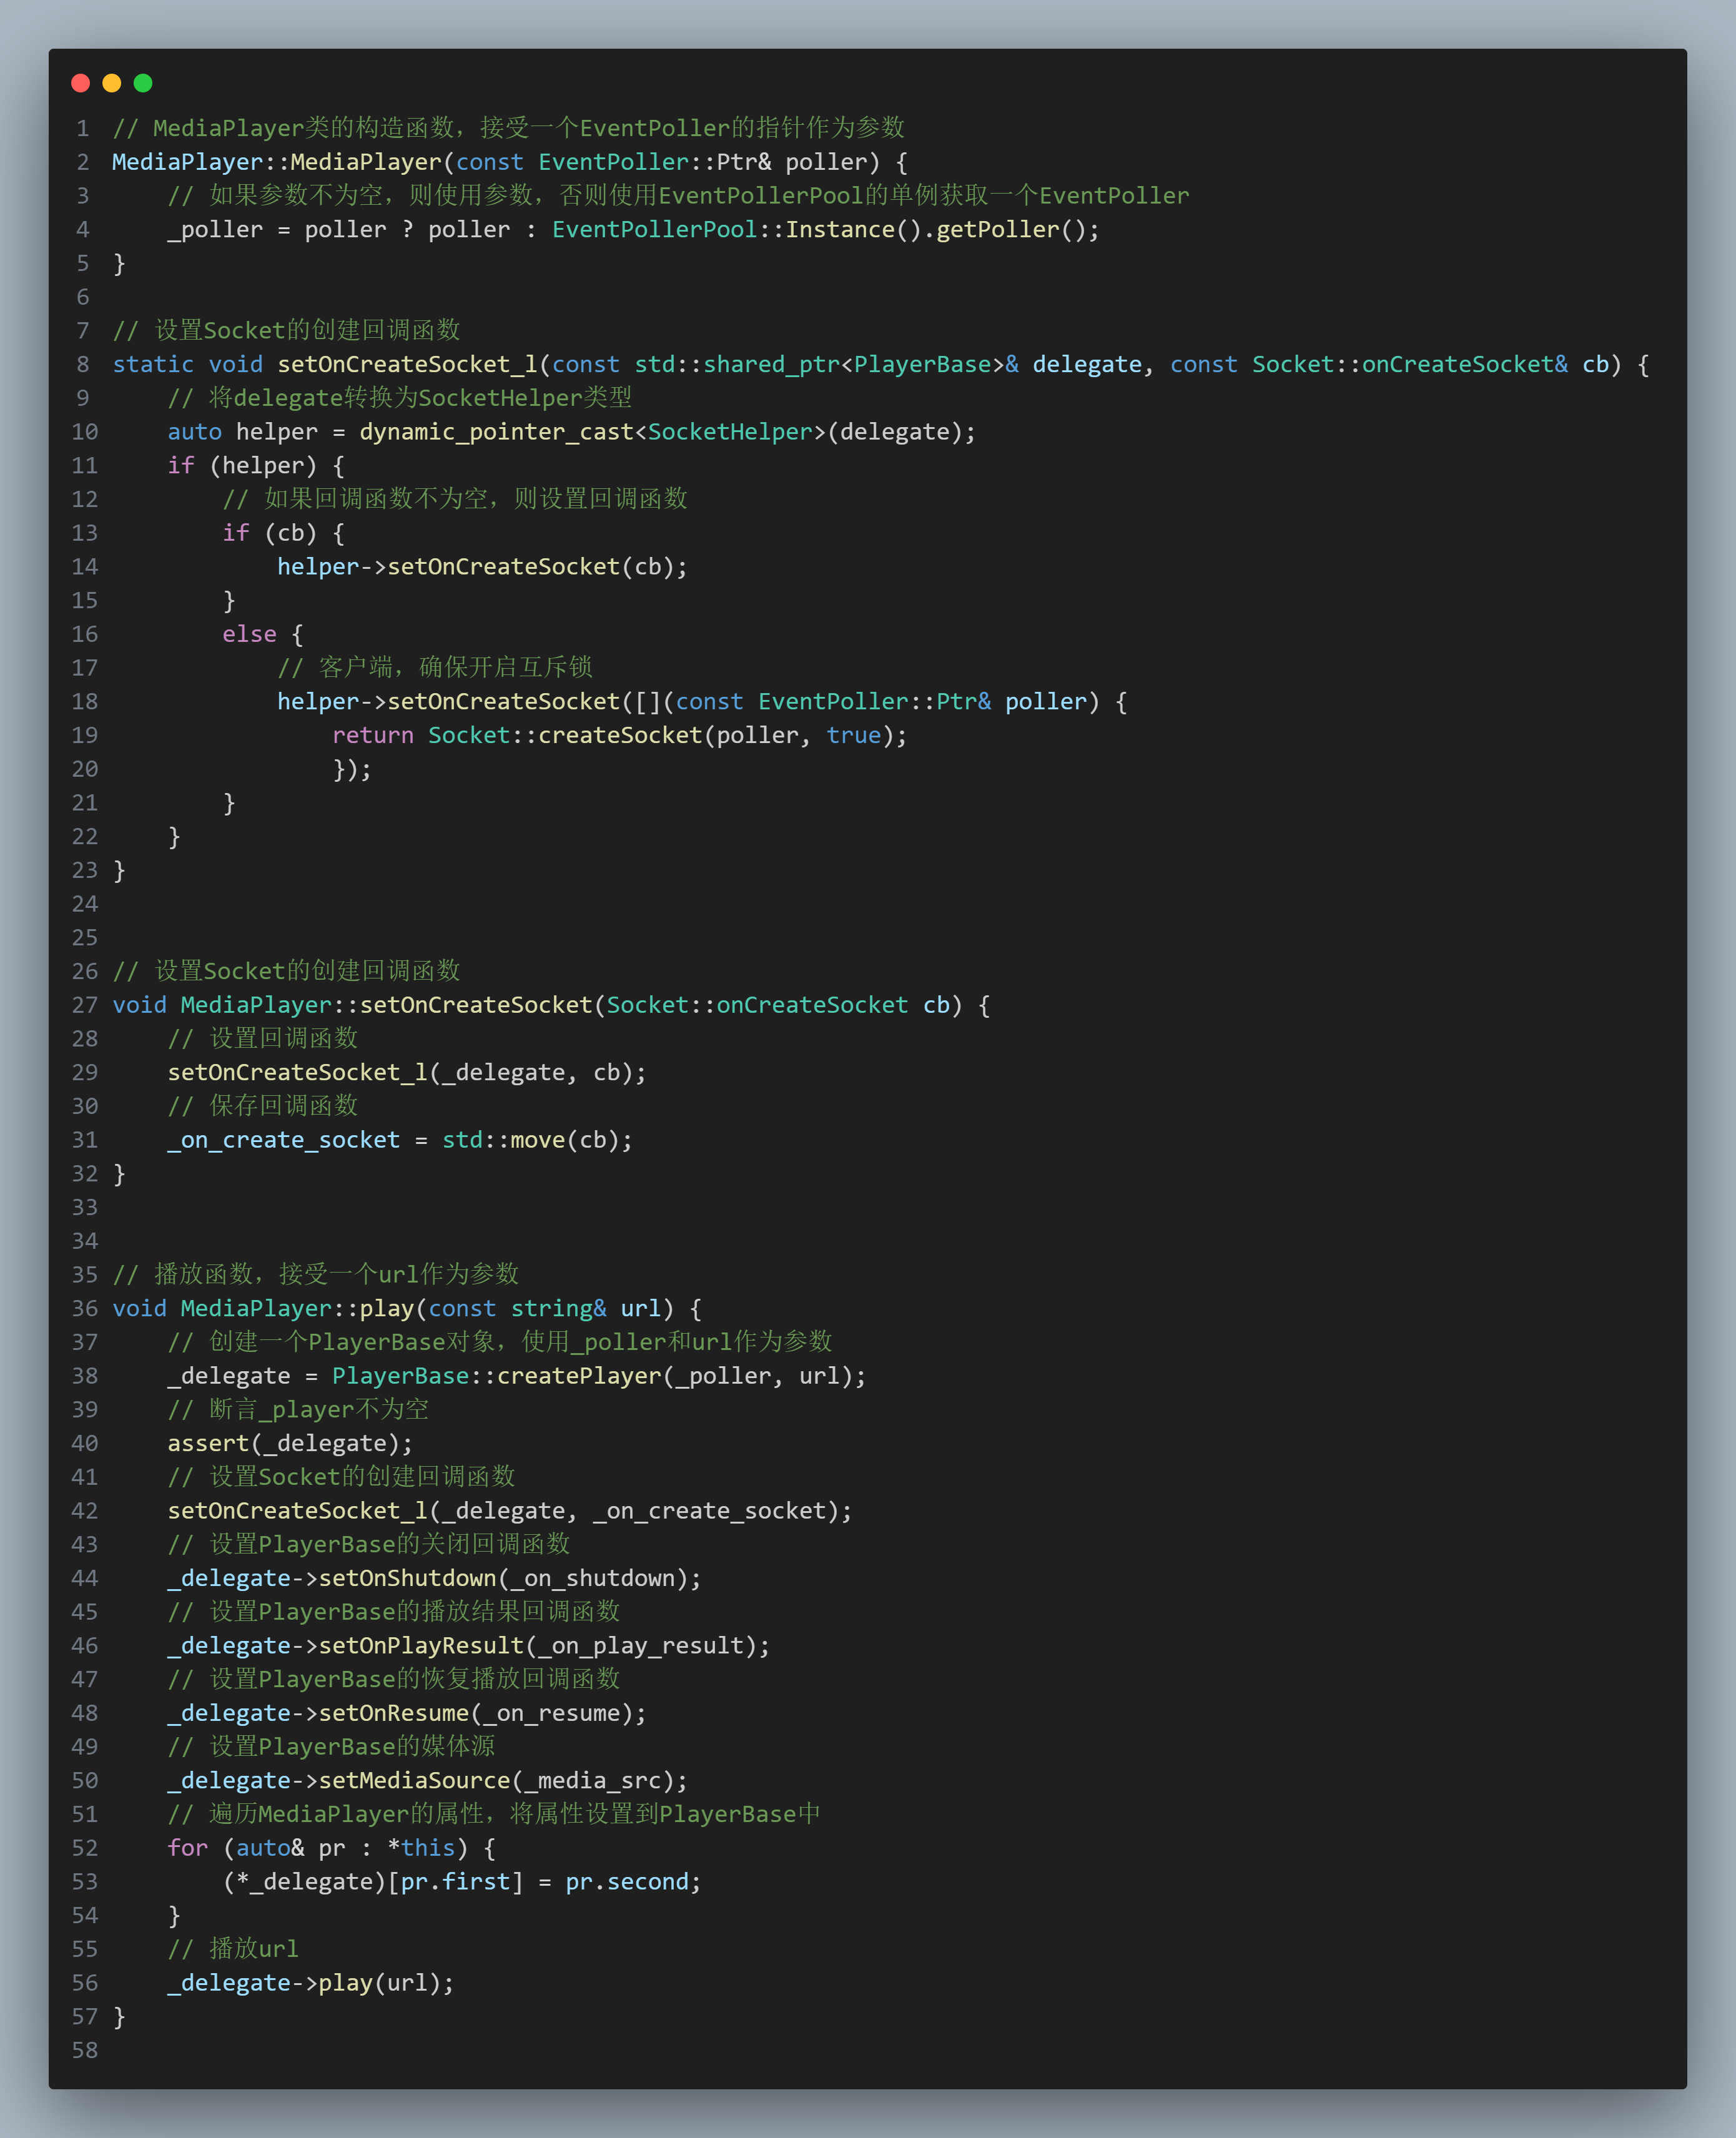 1 // MediaPlayer类的构造函数，接受一个EventPoller的指针作为参数
2 MediaPlayer::MediaPlayer(const EventPoller::Ptr& poller) {
3     // 如果参数不为空，则使用参数，否则使用EventPollerPool的单例获取一个EventPoller
4     _poller = poller ? poller : EventPollerPool::Instance().getPoller();
5 }
6
7 // 设置Socket的创建回调函数
8 static void setOnCreateSocket_l(const std::shared_ptr<PlayerBase>& delegate, const Socket::onCreateSocket& cb) {
9     // 将delegate转换为SocketHelper类型
10     auto helper = dynamic_pointer_cast<SocketHelper>(delegate);
11     if (helper) {
12         // 如果回调函数不为空，则设置回调函数
13         if (cb) {
14             helper->setOnCreateSocket(cb);
15         }
16         else {
17             // 客户端，确保开启互斥锁
18             helper->setOnCreateSocket([](const EventPoller::Ptr& poller) {
19                 return Socket::createSocket(poller, true);
20                 });
21         }
22     }
23 }
24
25
26 // 设置Socket的创建回调函数
27 void MediaPlayer::setOnCreateSocket(Socket::onCreateSocket cb) {
28     // 设置回调函数
29     setOnCreateSocket_l(_delegate, cb);
30     // 保存回调函数
31     _on_create_socket = std::move(cb);
32 }
33
34
35 // 播放函数，接受一个url作为参数
36 void MediaPlayer::play(const string& url) {
37     // 创建一个PlayerBase对象，使用_poller和url作为参数
38     _delegate = PlayerBase::createPlayer(_poller, url);
39     // 断言_player不为空
40     assert(_delegate);
41     // 设置Socket的创建回调函数
42     setOnCreateSocket_l(_delegate, _on_create_socket);
43     // 设置PlayerBase的关闭回调函数
44     _delegate->setOnShutdown(_on_shutdown);
45     // 设置PlayerBase的播放结果回调函数
46     _delegate->setOnPlayResult(_on_play_result);
47     // 设置PlayerBase的恢复播放回调函数
48     _delegate->setOnResume(_on_resume);
49     // 设置PlayerBase的媒体源
50     _delegate->setMediaSource(_media_src);
51     // 遍历MediaPlayer的属性，将属性设置到PlayerBase中
52     for (auto& pr : *this) {
53         (*_delegate)[pr.first] = pr.second;
54     }
55     // 播放url
56     _delegate->play(url);
57 }
58